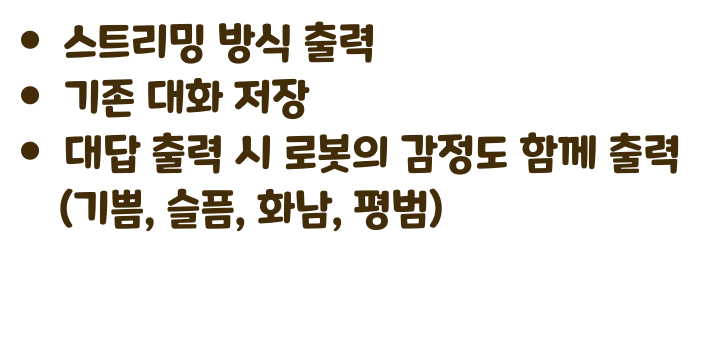 • 스트리밍 방식 출력
• 기존 대화 저장
• 대답 출력 시 로봇의 감정도 함께 출력
(기쁨, 슬픔, 화남, 평범)